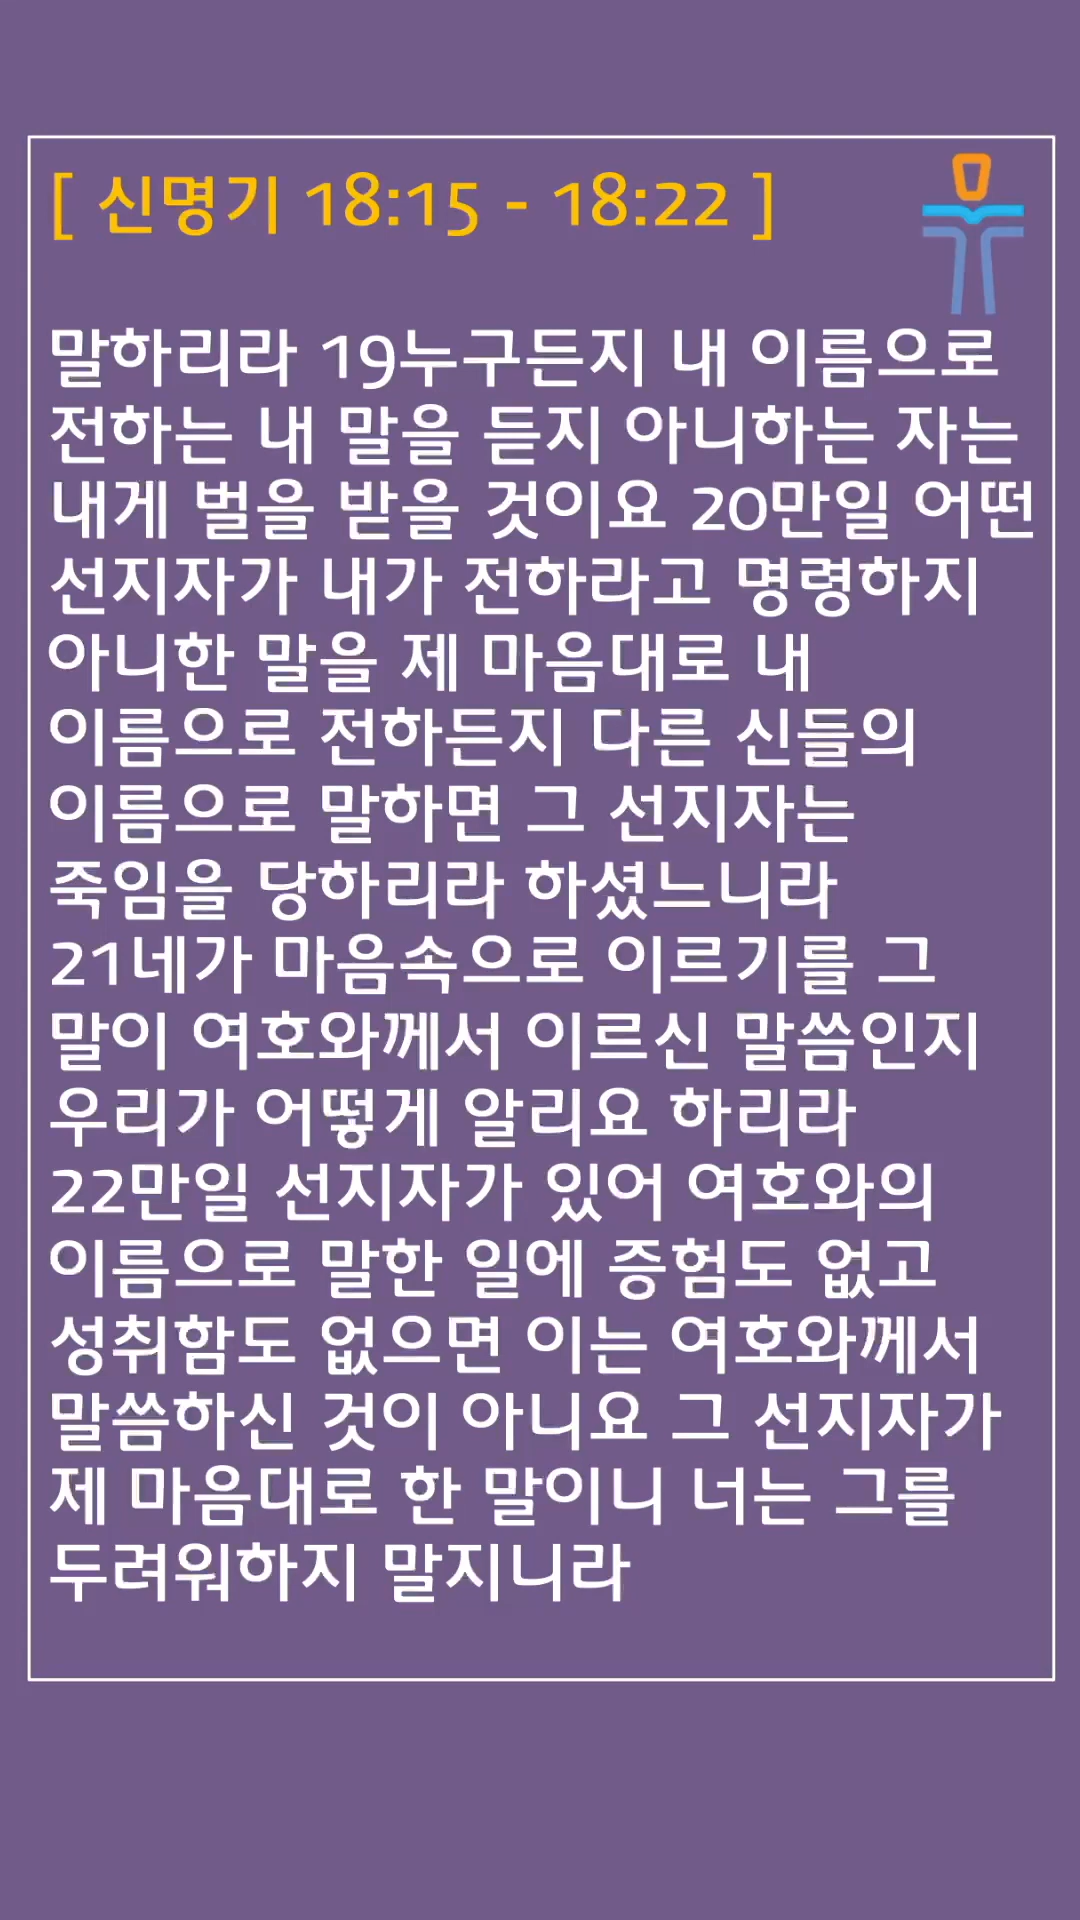 [ 신명기 18:15 - 18:22 ]
말하리라 19누구든지 내 이름으로
전하는 내 말을 듣지 아니하는 자는
내게 벌을 받을 것이요 20만일 어떤
선지자가 내가 전하라고 명령하지
아니한 말을 제 마음대로 내
이름으로 전하든지 다른 신들의
이름으로 말하면 그 선지자는
죽임을 당하리라 하셨느니라
21네가 마음속으로 이르기를 그
말이 여호와께서 이르신 말씀인지
우리가 어떻게 알리요 하리라
22만일 선지자가 있어 여호와의
이름으로 말한 일에 증험도 없고
성취함도 없으면 이는 여호와께서
말씀하신 것이 아니요 그 선지자가
제 마음대로 한 말이니 너는 그를
두려워하지 말지니라